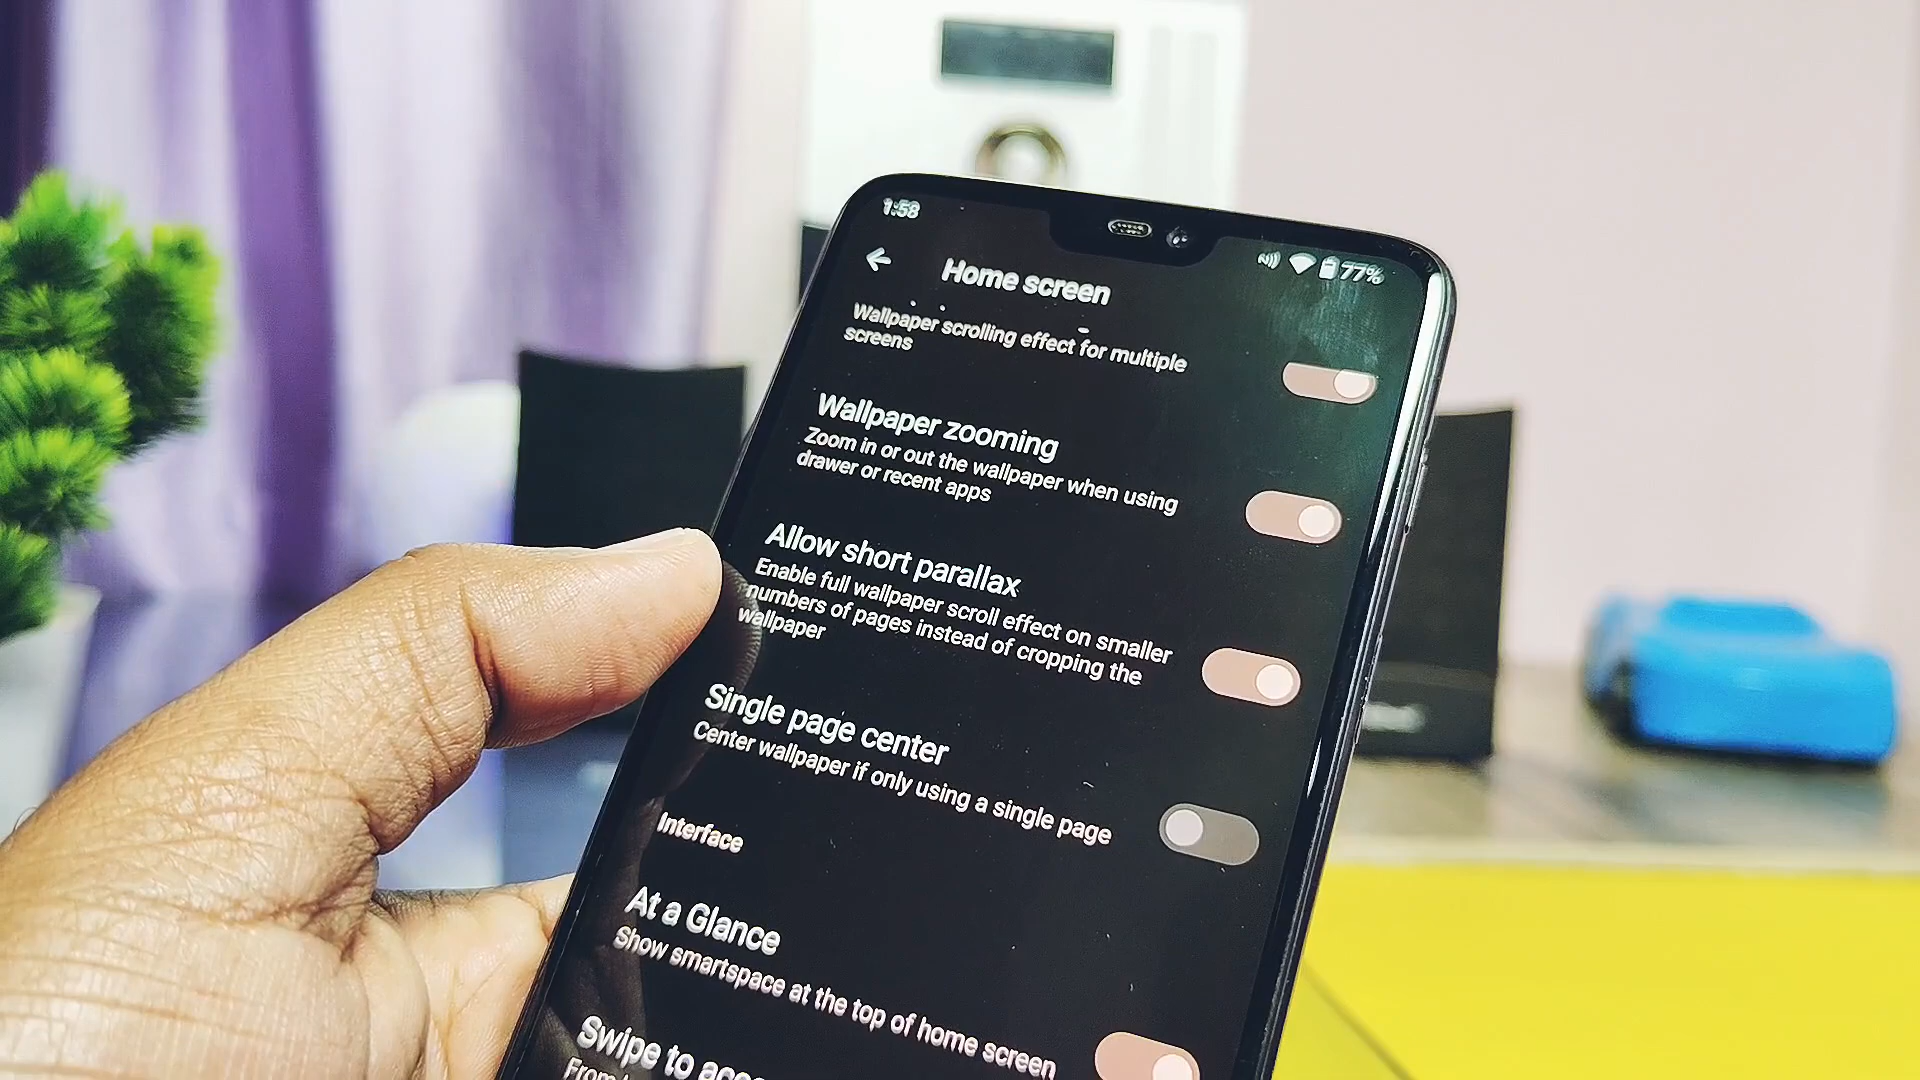 1:58
77%
Home screen
Wallpaper scrolling effect for multiple
screens
Wallpaper zooming
Zoom in or out the wallpaper when using
drawer or recent apps
Allow short parallax
Enable full wallpaper scroll effect on smaller
numbers of pages instead of cropping the
wallpaper
Single page center
Center wallpaper if only using a single page
Interface
At a Glance
Show smartspace at the top of home screen
Swipe to
From